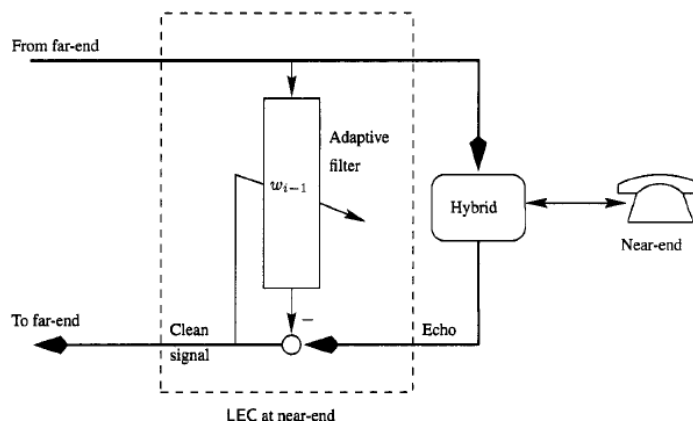 From far-end
Adaptive
filter
w_{i-1}
Hybrid
Near-end
To far-end
Clean
signal
−
Echo
LEC at near-end